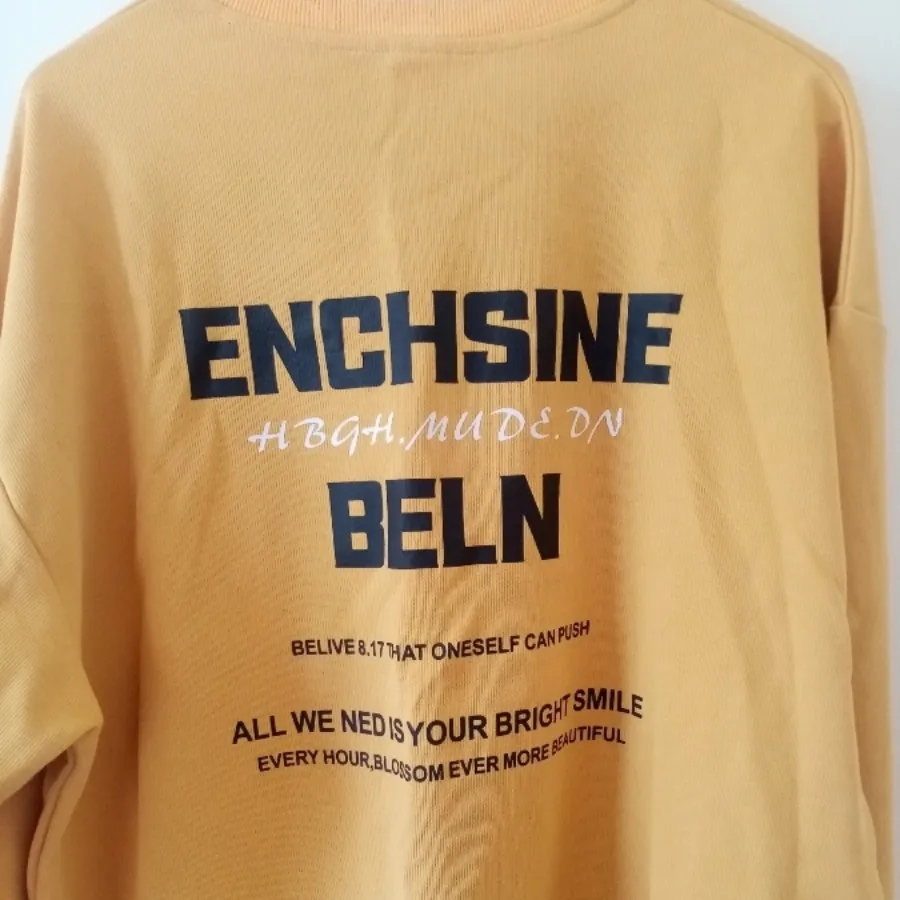 ENCHSINE
HBGH.MUDE.DN
BELN
BELIVE 8.17 THAT ONESELF CAN PUSH
ALL WE NED IS YOUR BRIGHT SMILE
EVERY HOUR,BLOSSOM EVER MORE BEAUTIFUL